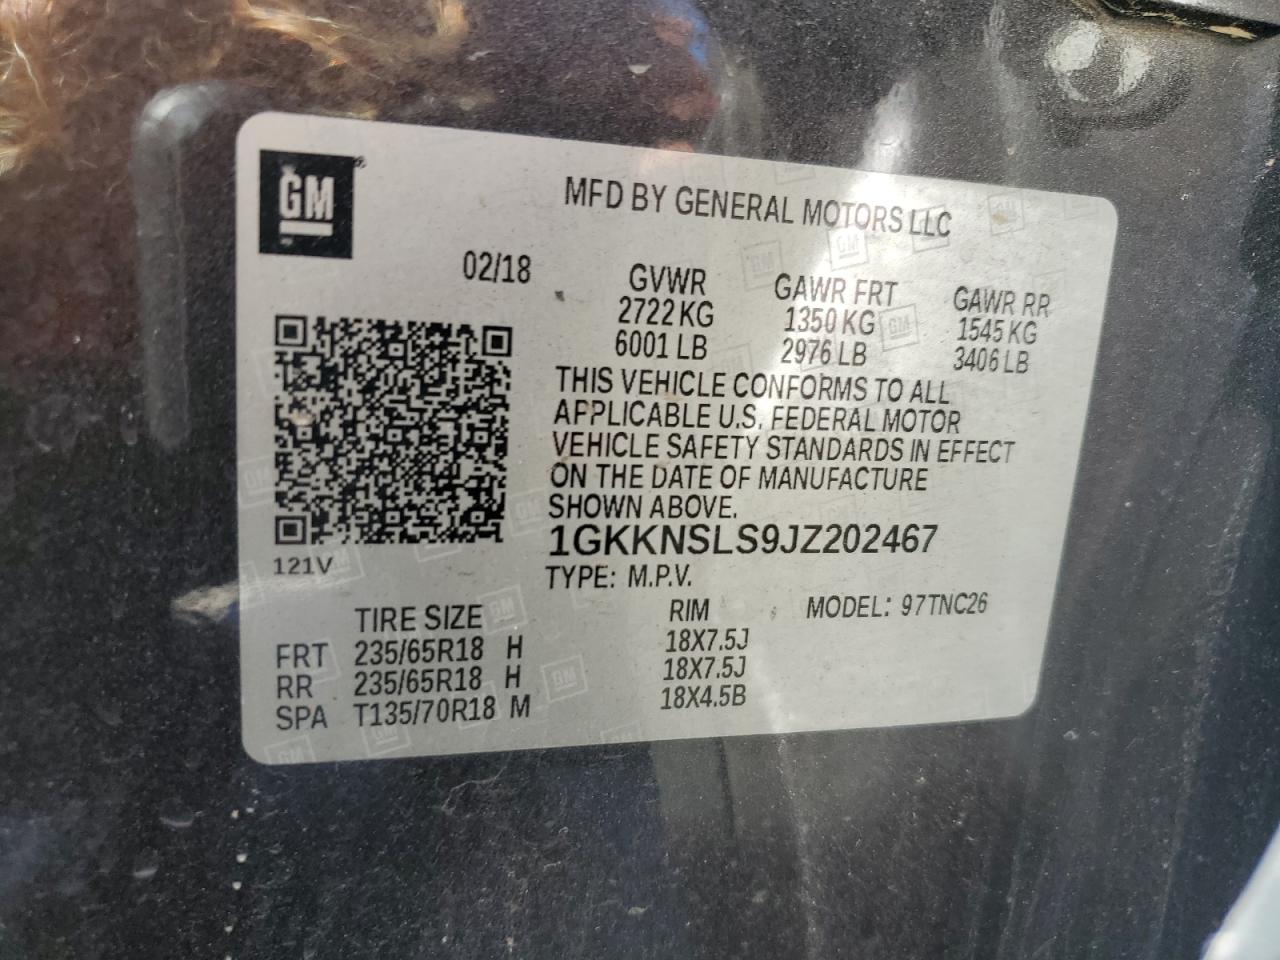 GM
MFD BY GENERAL MOTORS LLC
02/18 GVWR GAWR FRT GAWR RR
2722 KG 1350 KG 1545 KG
6001 LB 2976 LB 3406 LB
THIS VEHICLE CONFORMS TO ALL
APPLICABLE U.S. FEDERAL MOTOR
VEHICLE SAFETY STANDARDS IN EFFECT
ON THE DATE OF MANUFACTURE
SHOWN ABOVE.
1GKKNSLS9JZ202467
121V
TYPE: M.P.V. MODEL: 97TNC26
TIRE SIZE RIM
FRT 235/65R18 H 18X7.5J
RR 235/65R18 H 18X7.5J
SPA T135/70R18 M 18X4.5B